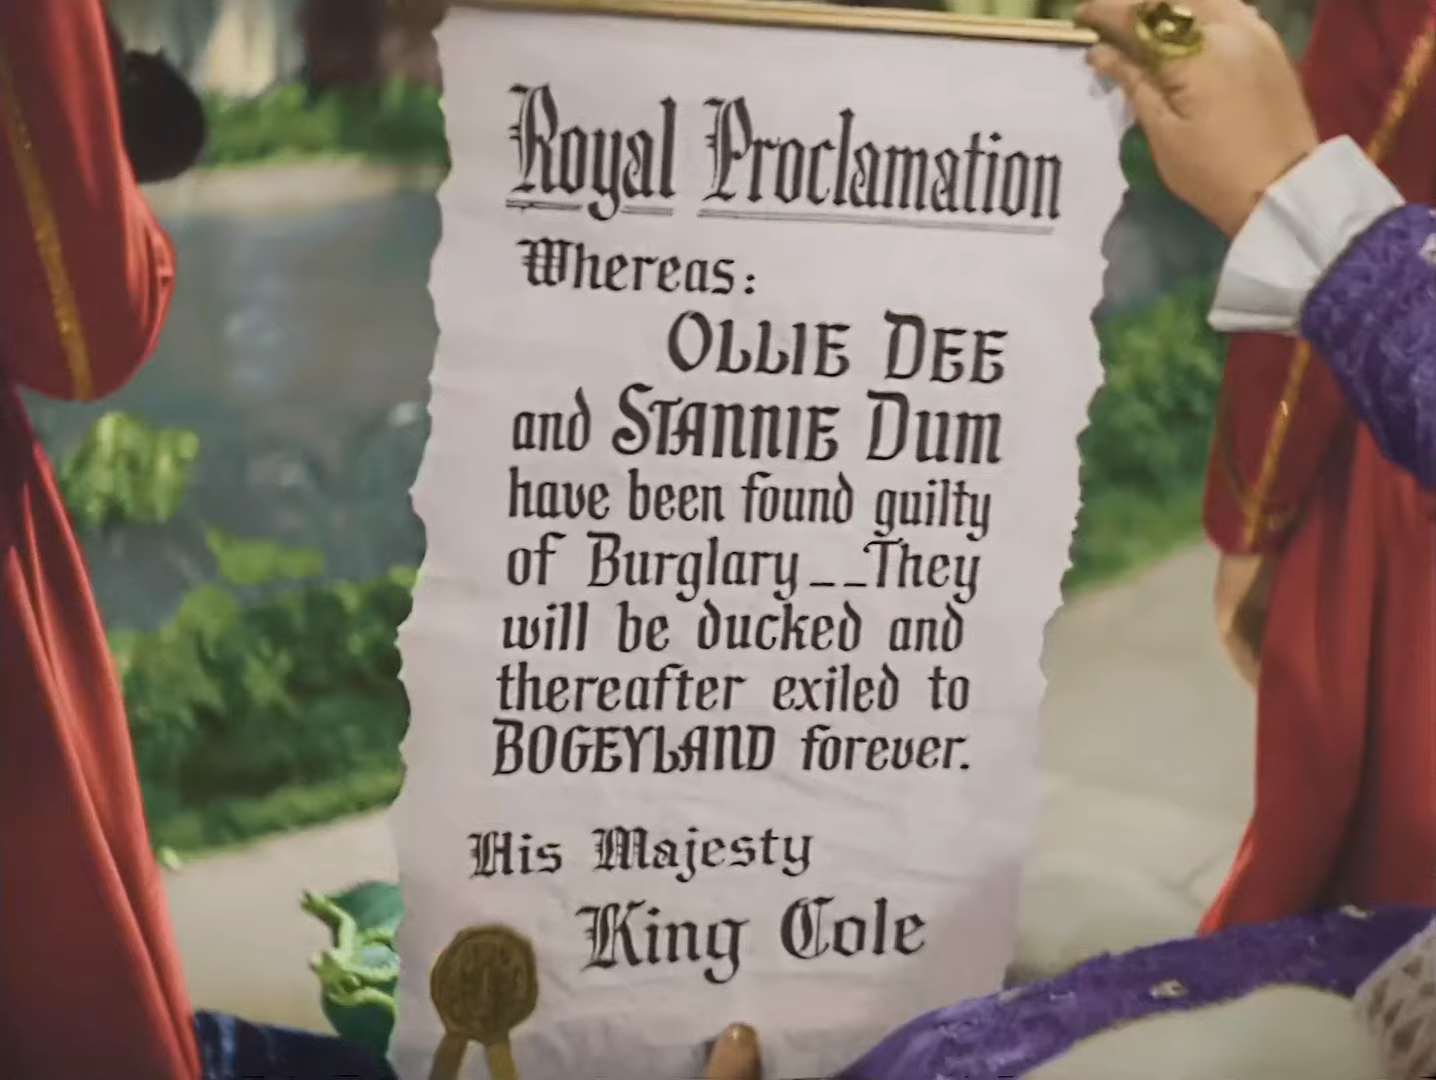 Royal Proclamation
Whereas:
OLLIE DEE
and STANNIE DUM
have been found guilty
of Burglary__They
will be ducked and
thereafter exiled to
BOGEYLAND forever.
His Majesty
King Cole